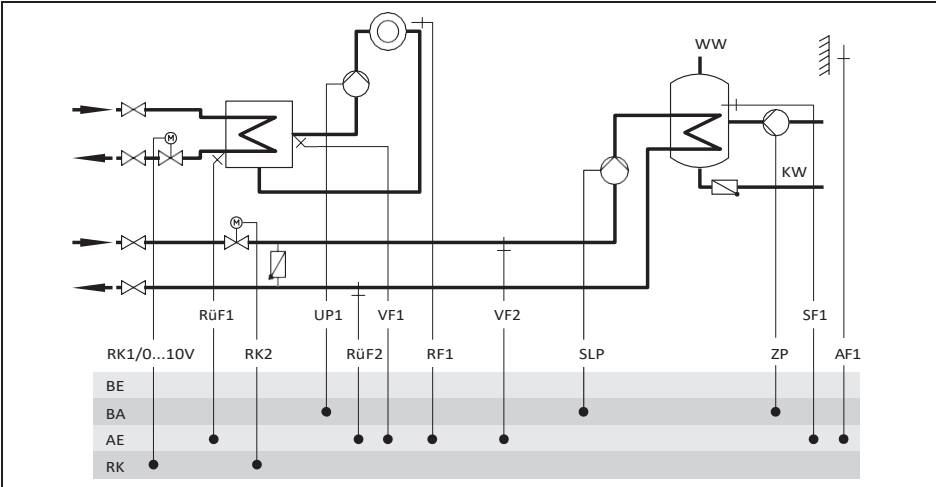 M
WW
M
KW
RüF1 UP1 VF1 VF2 SF1
RK1/0...10V RK2 RüF2 RF1 SLP ZP AF1
BE
BA
AE
RK